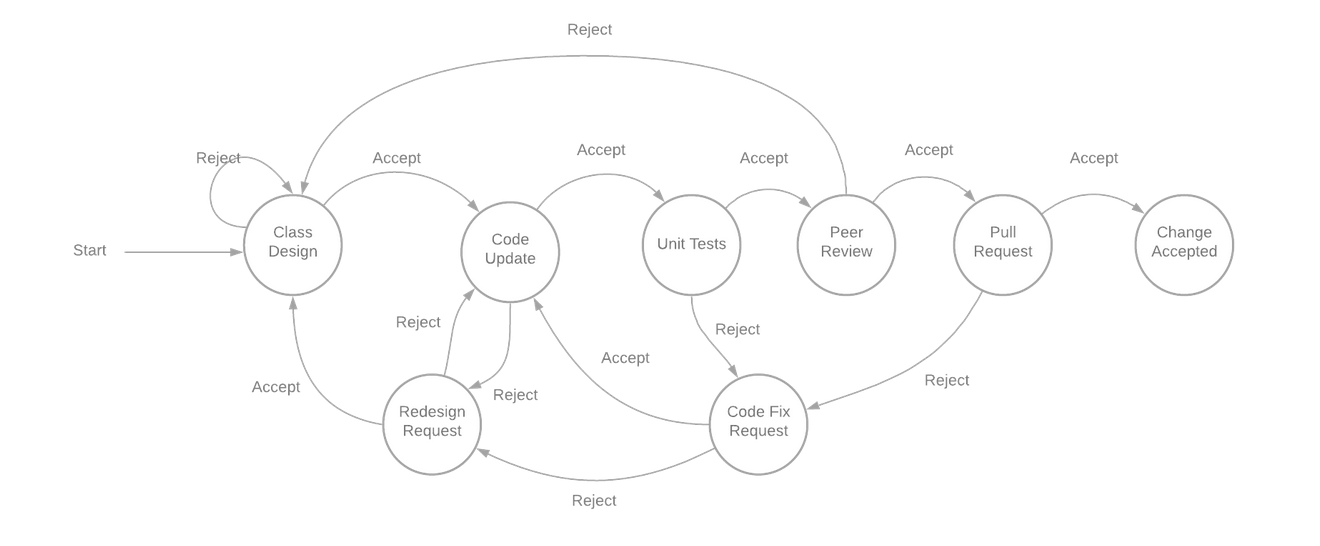 Reject
Reject
Accept
Accept
Accept
Accept
Accept
Start
Class
Design
Code
Update
Unit Tests
Peer
Review
Pull
Request
Change
Accepted
Reject
Reject
Accept
Accept
Reject
Reject
Redesign
Request
Code Fix
Request
Reject